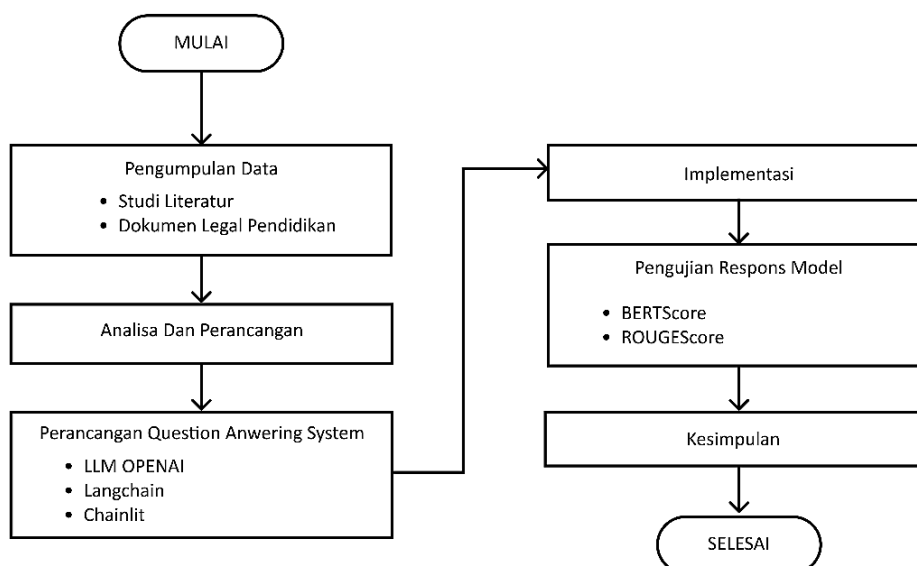 MULAI
Pengumpulan Data
• Studi Literatur
• Dokumen Legal Pendidikan
Analisa Dan Perancangan
Perancangan Question Anwering System
• LLM OPENAI
• Langchain
• Chainlit
Implementasi
Pengujian Respons Model
• BERTScore
• ROUGEScore
Kesimpulan
SELESAI